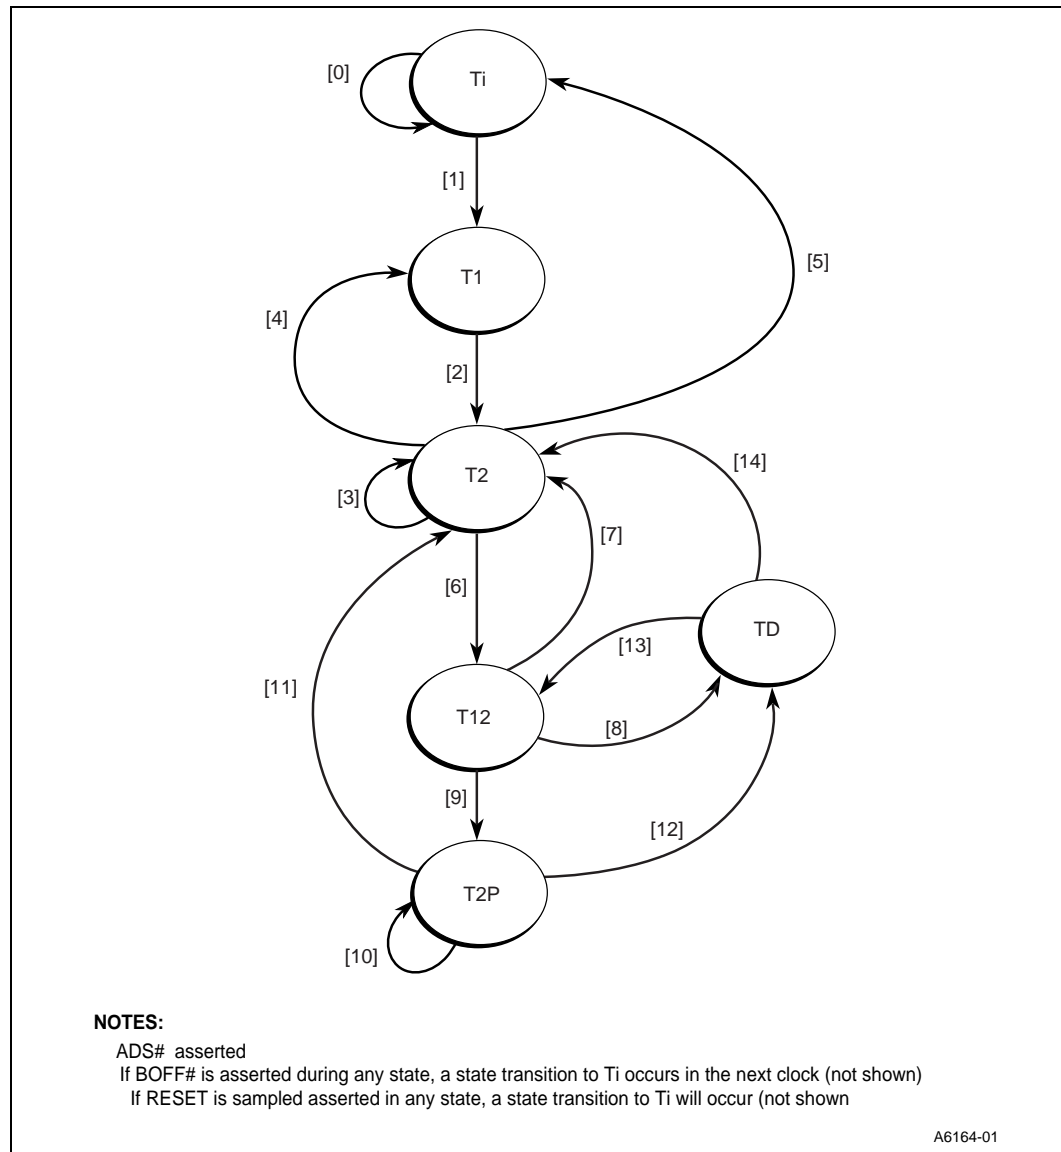 [0]
Ti
[1]
[5]
T1
[4]
[2]
T2
[14]
[3]
[7]
[6]
TD
[13]
[11]
T12
[8]
[9]
[12]
T2P
[10]
NOTES:
ADS# asserted
If BOFF# is asserted during any state, a state transition to Ti occurs in the next clock (not shown)
If RESET is sampled asserted in any state, a state transition to Ti will occur (not shown
A6164-01